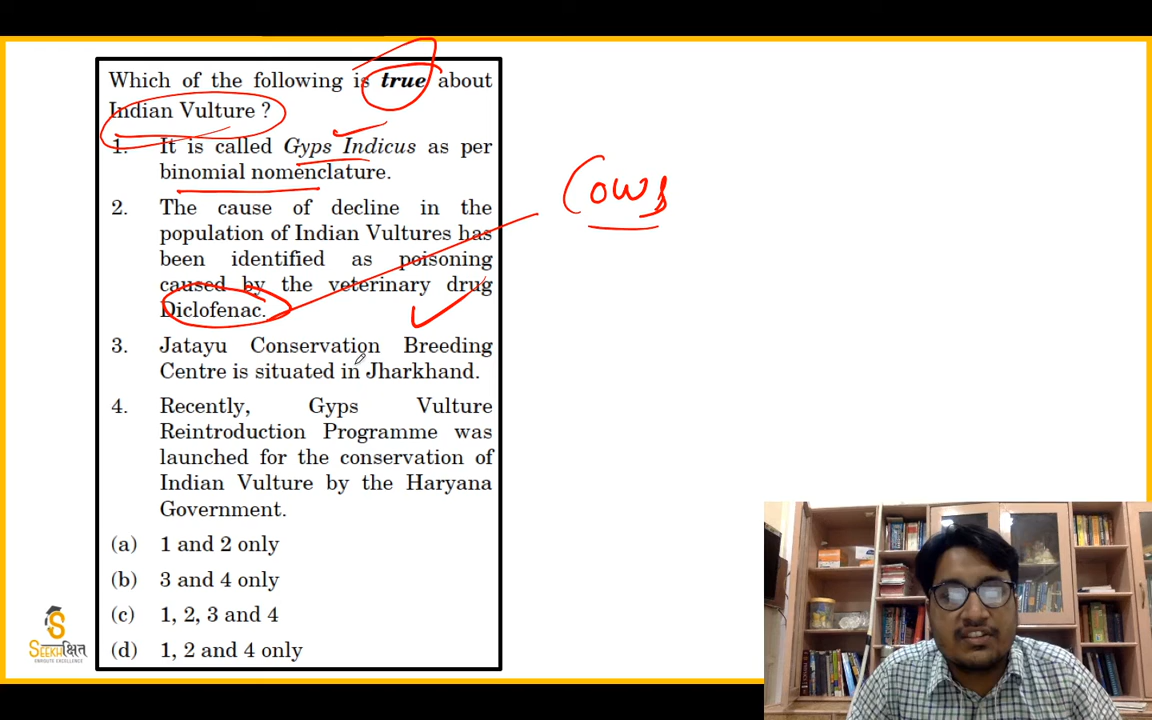 Which of the following is true about
Indian Vulture ?
1. It is called Gyps Indicus as per
binomial nomenclature.
2. The cause of decline in the
population of Indian Vultures has
been identified as poisoning
caused by the veterinary drug
Diclofenac.
Cows
3. Jatayu Conservation Breeding
Centre is situated in Jharkhand.
4. Recently, Gyps Vulture
Reintroduction Programme was
launched for the conservation of
Indian Vulture by the Haryana
Government.
(a) 1 and 2 only
(b) 3 and 4 only
(c) 1, 2, 3 and 4
(d) 1, 2 and 4 only
S
SEEKHक्षित
ENROUTE EXCELLENCE